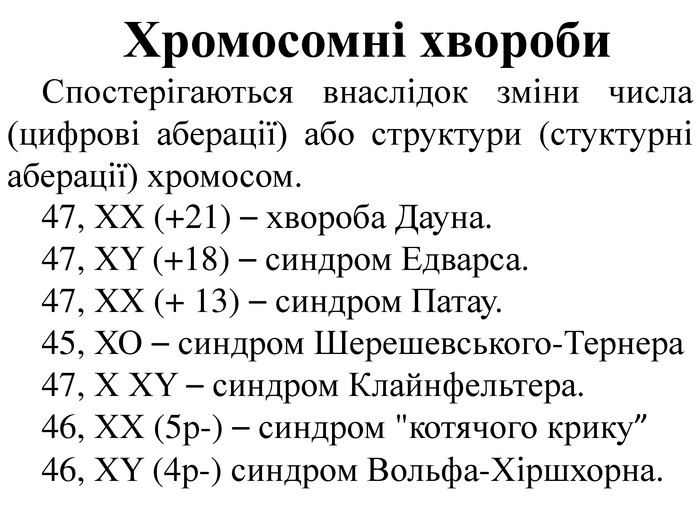 Хромосомні хвороби
Спостерігаються внаслідок зміни числа
(цифрові аберації) або структури (стуктурні
аберації) хромосом.
47, XX (+21) – хвороба Дауна.
47, XY (+18) – синдром Едварса.
47, XX (+ 13) – синдром Патау.
45, XO – синдром Шерешевського-Тернера
47, X XY – синдром Клайнфельтера.
46, XX (5p-) – синдром "котячого крику”
46, XY (4p-) синдром Вольфа-Хіршхорна.